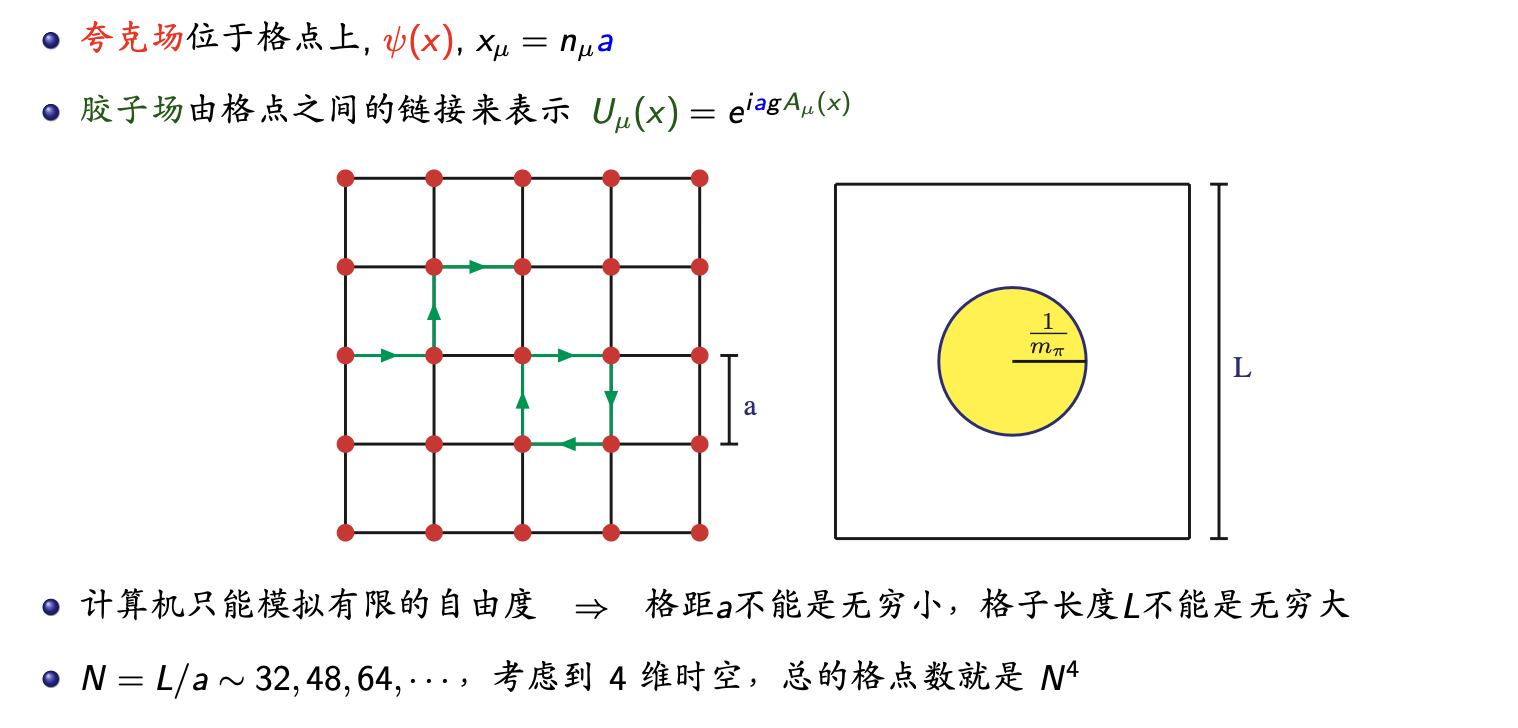 夸克场位于格点上, ψ(x), x_μ = n_μ a
胶子场由格点之间的链接来表示 U_μ(x) = e^{iagA_μ(x)}
1/m_π
a
L
计算机只能模拟有限的自由度 ⇒ 格距a不能是无穷小，格子长度L不能是无穷大
N = L/a ∼ 32, 48, 64, ⋯，考虑到 4 维时空，总的格点数就是 N^4